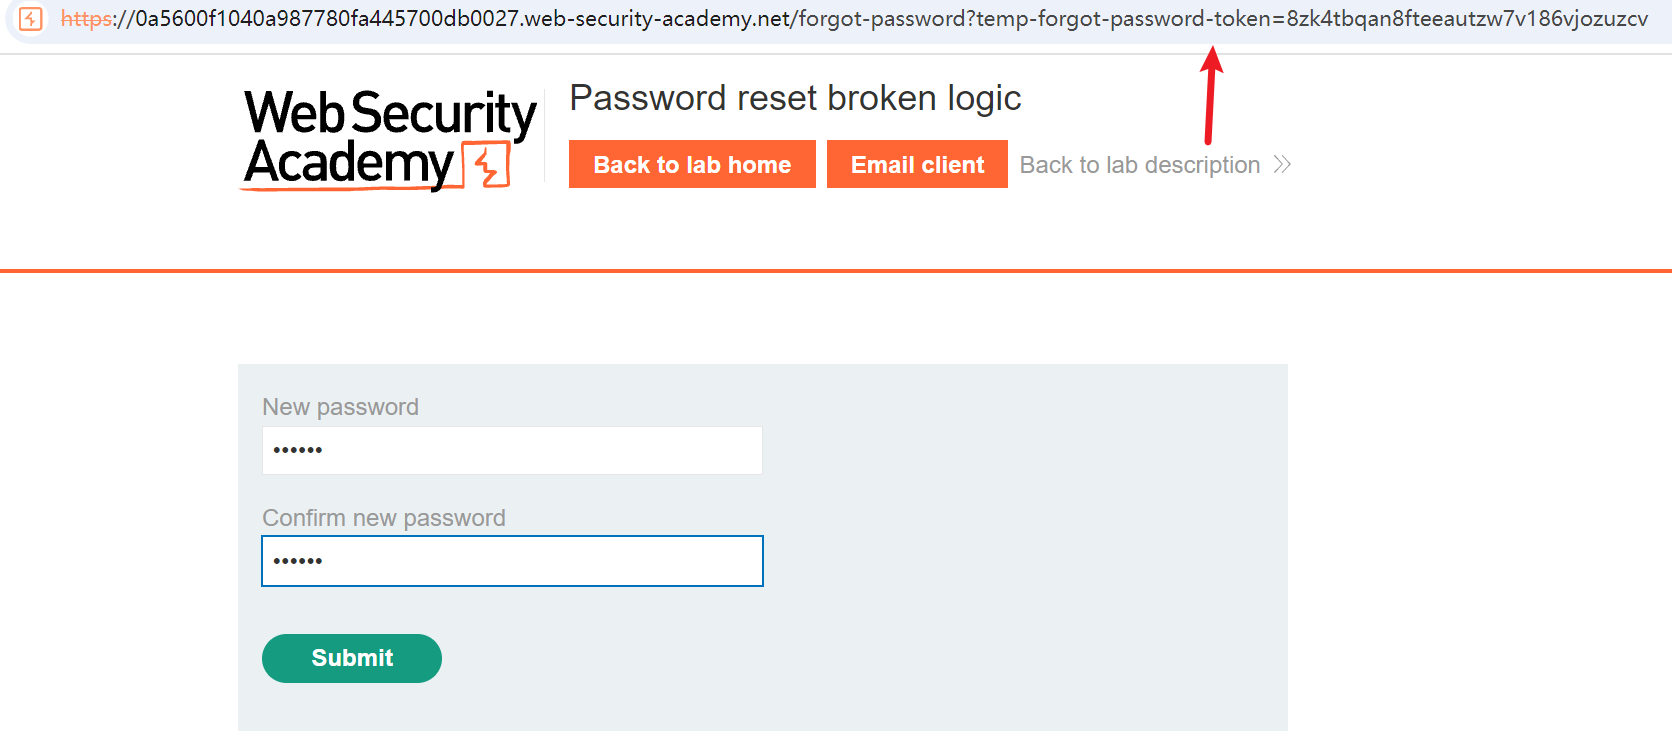 https://0a5600f1040a987780fa445700db0027.web-security-academy.net/forgot-password?temp-forgot-password-token=8zk4tbqan8fteeautzw7v186vjozuzcv
Web Security
Academy
Password reset broken logic
Back to lab home
Email client
Back to lab description
New password
••••••
Confirm new password
••••••
Submit